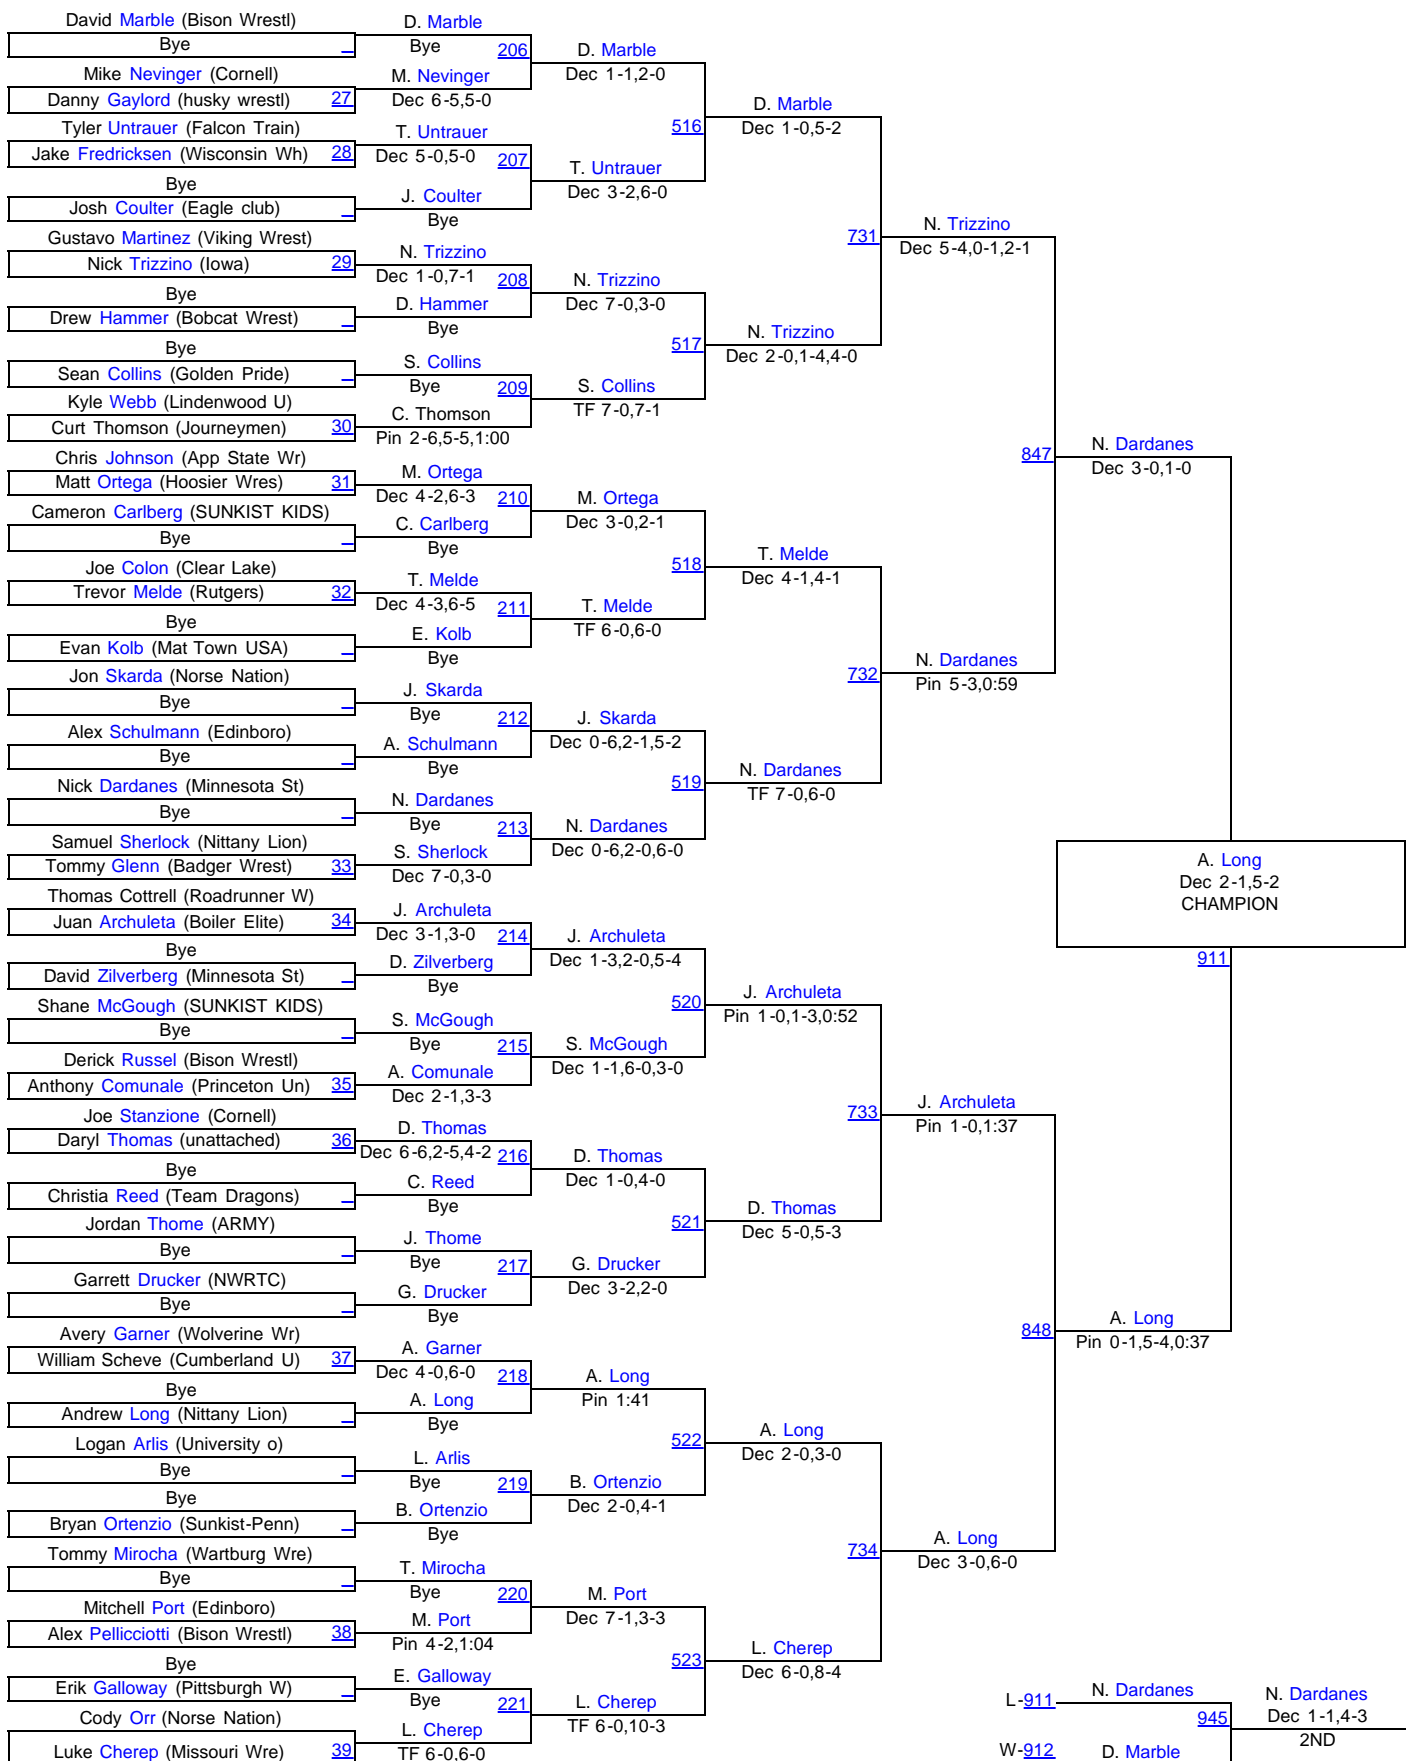 David Marble (Bison Wrestl)
Bye
Mike Nevinger (Cornell)
Danny Gaylord (husky wrestl) 27
Tyler Untrauer (Falcon Train)
Jake Fredricksen (Wisconsin Wh) 28
Bye
Josh Coulter (Eagle club)
Gustavo Martinez (Viking Wrest)
Nick Trizzino (Iowa) 29
Bye
Drew Hammer (Bobcat Wrest)
Bye
Sean Collins (Golden Pride)
Kyle Webb (Lindenwood U)
Curt Thomson (Journeymen) 30
Chris Johnson (App State Wr)
Matt Ortega (Hoosier Wres) 31
Cameron Carlberg (SUNKIST KIDS)
Bye
Joe Colon (Clear Lake)
Trevor Melde (Rutgers) 32
Bye
Evan Kolb (Mat Town USA)
Jon Skarda (Norse Nation)
Bye
Alex Schulmann (Edinboro)
Bye
Nick Dardanes (Minnesota St)
Bye
Samuel Sherlock (Nittany Lion)
Tommy Glenn (Badger Wrest) 33
Thomas Cottrell (Roadrunner W)
Juan Archuleta (Boiler Elite) 34
Bye
David Zilverberg (Minnesota St)
Shane McGough (SUNKIST KIDS)
Bye
Derick Russel (Bison Wrestl)
Anthony Comunale (Princeton Un) 35
Joe Stanzione (Cornell)
Daryl Thomas (unattached) 36
Bye
Christia Reed (Team Dragons)
Jordan Thome (ARMY)
Bye
Garrett Drucker (NWRTC)
Bye
Avery Garner (Wolverine Wr)
William Scheve (Cumberland U) 37
Bye
Andrew Long (Nittany Lion)
Logan Arlis (University o)
Bye
Bye
Bryan Ortenzio (Sunkist-Penn)
Tommy Mirocha (Wartburg Wre)
Bye
Mitchell Port (Edinboro)
Alex Pellicciotti (Bison Wrestl) 38
Bye
Erik Galloway (Pittsburgh W)
Cody Orr (Norse Nation)
Luke Cherep (Missouri Wre) 39
D. Marble
Bye 206
M. Nevinger
Dec 6-5,5-0
T. Untrauer
Dec 5-0,5-0 207
J. Coulter
Bye
N. Trizzino
Dec 1-0,7-1 208
D. Hammer
Bye
S. Collins
Bye 209
C. Thomson
Pin 2-6,5-5,1:00
M. Ortega
Dec 4-2,6-3 210
C. Carlberg
Bye
T. Melde
Dec 4-3,6-5 211
E. Kolb
Bye
J. Skarda
Bye 212
A. Schulmann
Bye
N. Dardanes
Bye 213
S. Sherlock
Dec 7-0,3-0
J. Archuleta
Dec 3-1,3-0 214
D. Zilverberg
Bye
S. McGough
Bye 215
A. Comunale
Dec 2-1,3-3
D. Thomas
Dec 6-6,2-5,4-2 216
C. Reed
Bye
J. Thome
Bye 217
G. Drucker
Bye
A. Garner
Dec 4-0,6-0 218
A. Long
Bye
L. Arlis
Bye 219
B. Ortenzio
Bye
T. Mirocha
Bye 220
M. Port
Pin 4-2,1:04
E. Galloway
Bye 221
L. Cherep
TF 6-0,6-0
D. Marble
Dec 1-1,2-0
516
T. Untrauer
Dec 3-2,6-0
N. Trizzino
Dec 7-0,3-0
517
S. Collins
TF 7-0,7-1
M. Ortega
Dec 3-0,2-1
518
T. Melde
TF 6-0,6-0
J. Skarda
Dec 0-6,2-1,5-2
519
N. Dardanes
Dec 0-6,2-0,6-0
J. Archuleta
Dec 1-3,2-0,5-4
520
S. McGough
Dec 1-1,6-0,3-0
D. Thomas
Dec 1-0,4-0
521
G. Drucker
Dec 3-2,2-0
A. Long
Pin 1:41
522
B. Ortenzio
Dec 2-0,4-1
M. Port
Dec 7-1,3-3
523
L. Cherep
TF 6-0,10-3
D. Marble
Dec 1-0,5-2
731
N. Trizzino
Dec 2-0,1-4,4-0
T. Melde
Dec 4-1,4-1
732
N. Dardanes
TF 7-0,6-0
J. Archuleta
Pin 1-0,1-3,0:52
733
D. Thomas
Dec 5-0,5-3
A. Long
Dec 2-0,3-0
734
L. Cherep
Dec 6-0,8-4
N. Trizzino
Dec 5-4,0-1,2-1
847
N. Dardanes
Pin 5-3,0:59
J. Archuleta
Pin 1-0,1:37
848
A. Long
Dec 3-0,6-0
N. Dardanes
Dec 3-0,1-0
A. Long
Dec 2-1,5-2
CHAMPION
911
A. Long
Pin 0-1,5-4,0:37
L-911 N. Dardanes
945
W-912 D. Marble
N. Dardanes
Dec 1-1,4-3
2ND